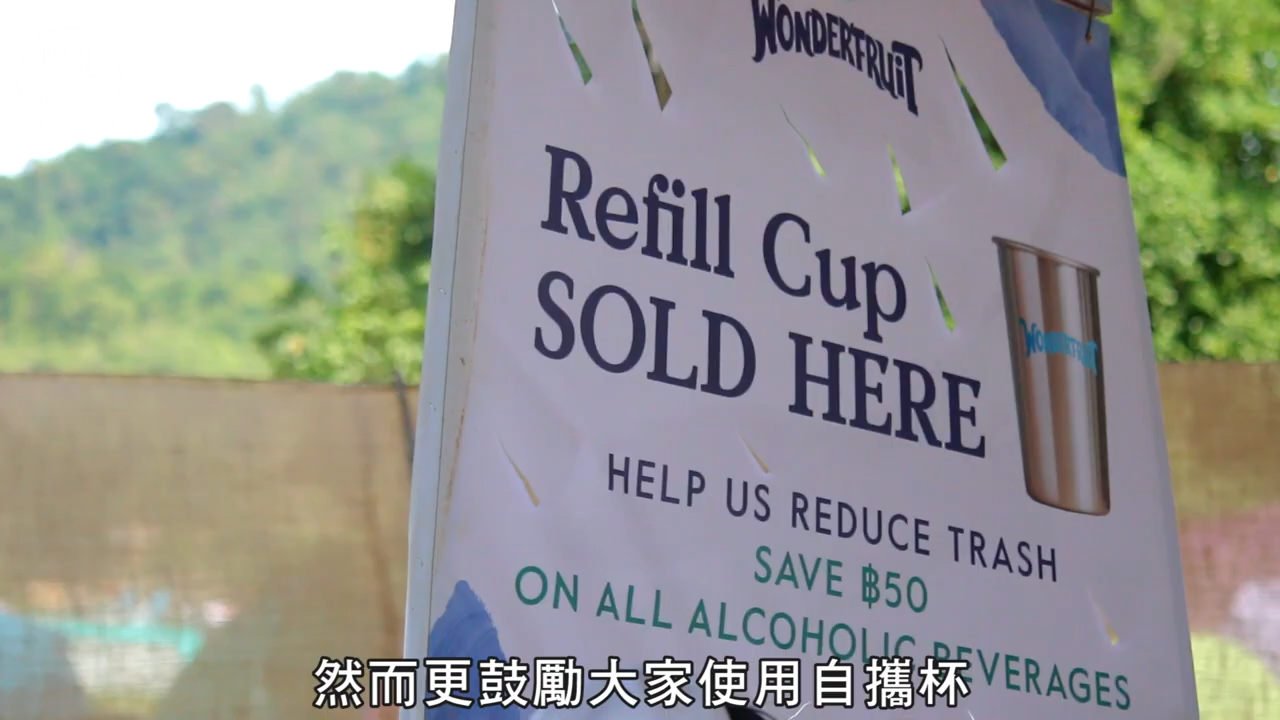 WONDERFRUiT
Refill Cup
SOLD HERE
WONDERFRUIT
HELP US REDUCE TRASH
SAVE ฿50
ON ALL ALCOHOLIC BEVERAGES
然而更鼓勵大家使用自攜杯